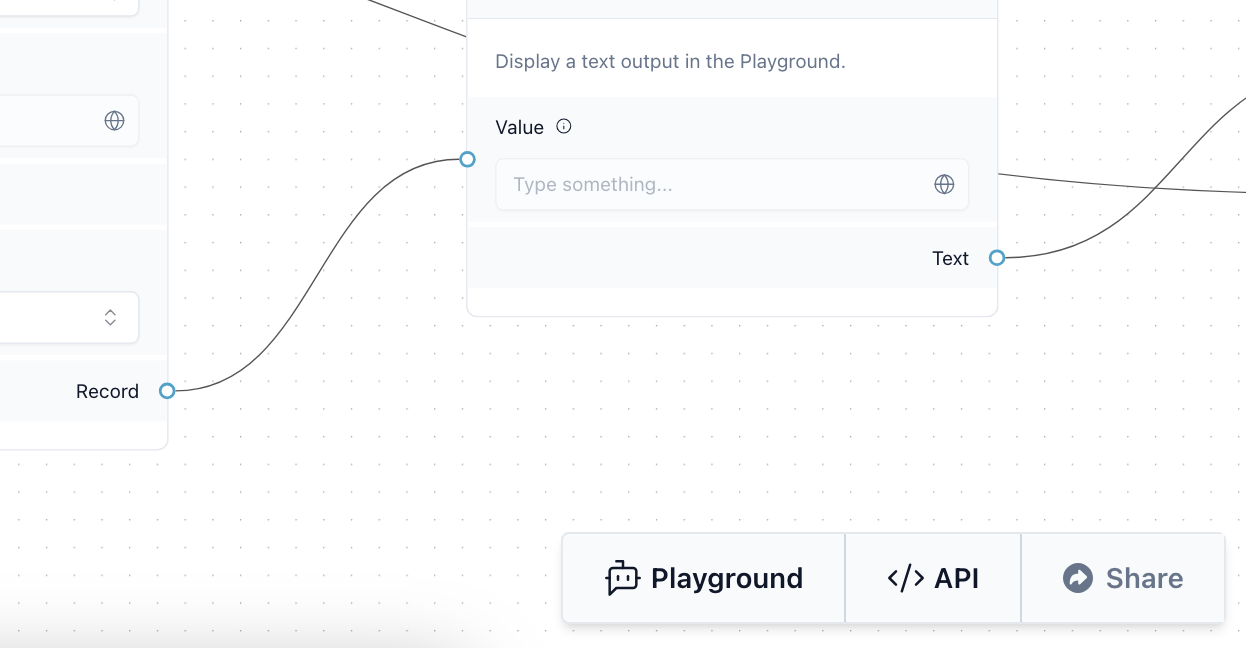 Display a text output in the Playground.
Value
Type something...
Text
Record
Playground
API
Share